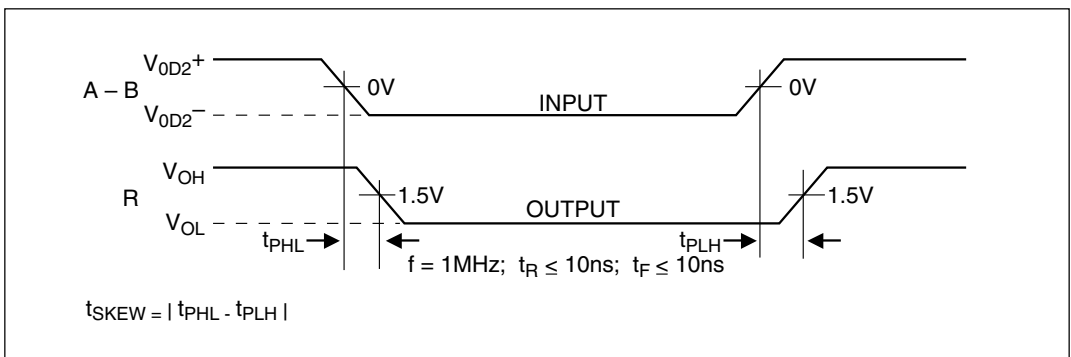 V0D2+
A – B
0V
0V
INPUT
V0D2–
VOH
R
1.5V
1.5V
OUTPUT
VOL
tPHL
tPLH
f = 1MHz; tR ≤ 10ns; tF ≤ 10ns
tSKEW = | tPHL - tPLH |